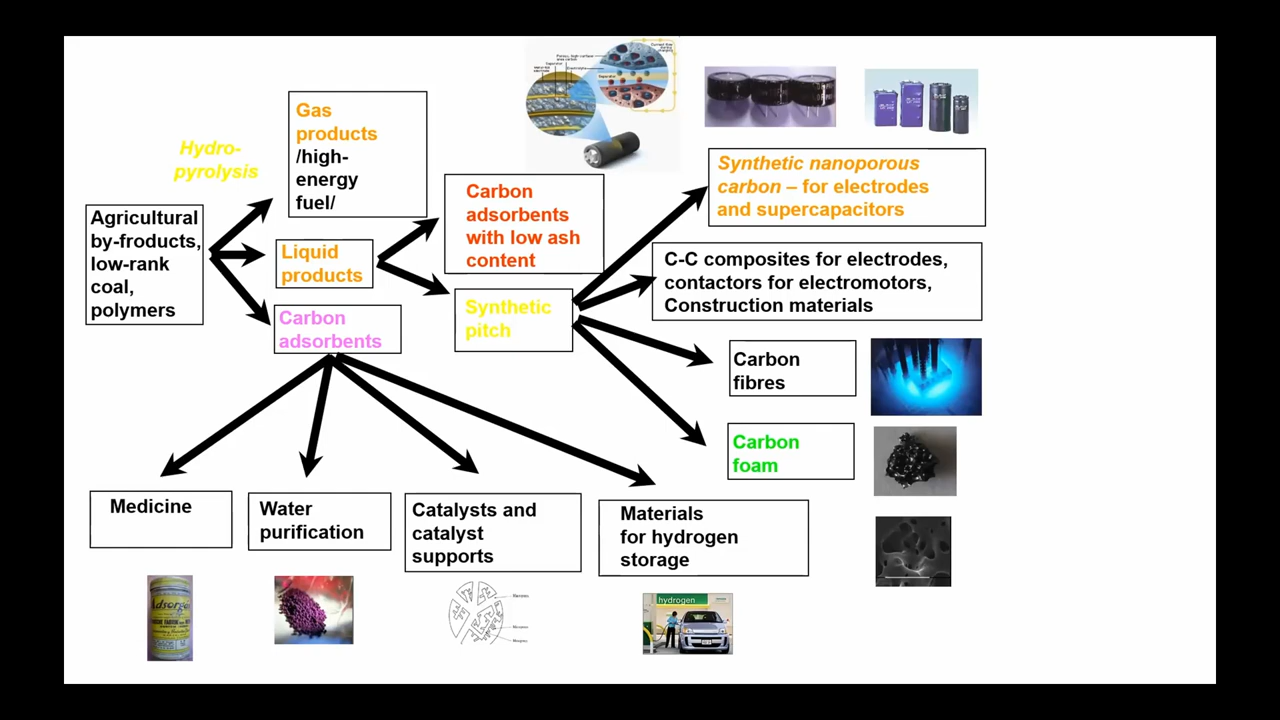 Hydro-
pyrolysis
Gas
products
/high-
energy
fuel/
Agricultural
by-froducts,
low-rank
coal,
polymers
Liquid
products
Carbon
adsorbents
Carbon
adsorbents
with low ash
content
Synthetic
pitch
Synthetic nanoporous
carbon – for electrodes
and supercapacitors
C-C composites for electrodes,
contactors for electromotors,
Construction materials
Carbon
fibres
Carbon
foam
Medicine
Water
purification
Catalysts and
catalyst
supports
Materials
for hydrogen
storage
hydrogen